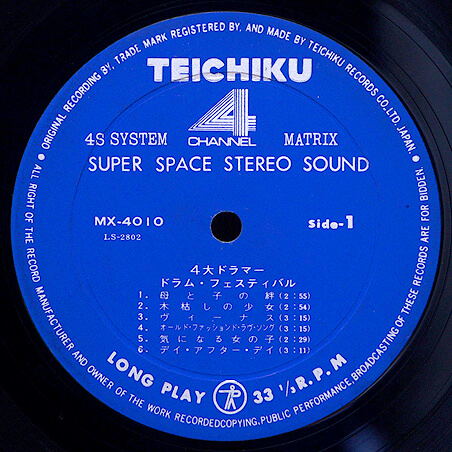 • ORIGINAL RECORDING BY, TRADE MARK REGISTERED BY, AND MADE BY TEICHIKU RECORDS CO.LTD, JAPAN. •
TEICHIKU
4
4S SYSTEM CHANNEL MATRIX
SUPER SPACE STEREO SOUND
MX-4010 Side-1
LS-2802
4大ドラマー
ドラム・フェスティバル
1. 母と子の絆(2:55)
2. 木枯しの少女(2:54)
3. ヴィーナス(3:15)
4. オールド・ファッションド・ラヴ・ソング(3:15)
5. 気になる女の子(2:29)
6. デイ・アフター・デイ(3:11)
LONG PLAY 33 1/3 R.P.M
ALL RIGHT OF THE RECORD MANUFACTURER AND OWNER OF THE WORK RECORDED. COPYING, PUBLIC PERFORMANCE, BROADCASTING OF THESE RECORDS ARE FOR BIDDEN.